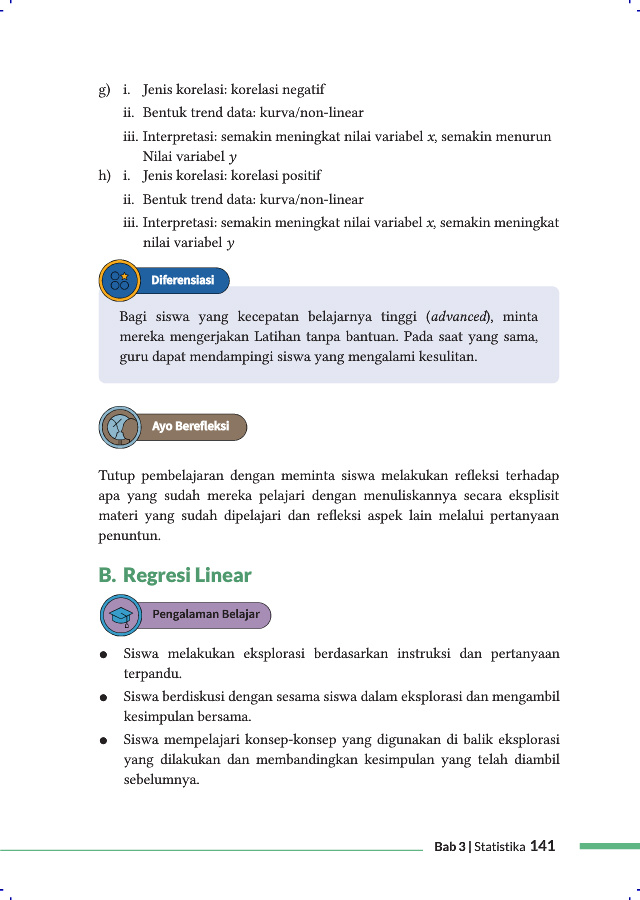 g) i. Jenis korelasi: korelasi negatif
ii. Bentuk trend data: kurva/non-linear
iii. Interpretasi: semakin meningkat nilai variabel x, semakin menurun
Nilai variabel y
h) i. Jenis korelasi: korelasi positif
ii. Bentuk trend data: kurva/non-linear
iii. Interpretasi: semakin meningkat nilai variabel x, semakin meningkat
nilai variabel y
Diferensiasi
Bagi siswa yang kecepatan belajarnya tinggi (advanced), minta
mereka mengerjakan Latihan tanpa bantuan. Pada saat yang sama,
guru dapat mendampingi siswa yang mengalami kesulitan.
Ayo Berefleksi
Tutup pembelajaran dengan meminta siswa melakukan refleksi terhadap
apa yang sudah mereka pelajari dengan menuliskannya secara eksplisit
materi yang sudah dipelajari dan refleksi aspek lain melalui pertanyaan
penuntun.
B. Regresi Linear
Pengalaman Belajar
● Siswa melakukan eksplorasi berdasarkan instruksi dan pertanyaan
terpandu.
● Siswa berdiskusi dengan sesama siswa dalam eksplorasi dan mengambil
kesimpulan bersama.
● Siswa mempelajari konsep-konsep yang digunakan di balik eksplorasi
yang dilakukan dan membandingkan kesimpulan yang telah diambil
sebelumnya.
Bab 3 | Statistika 141